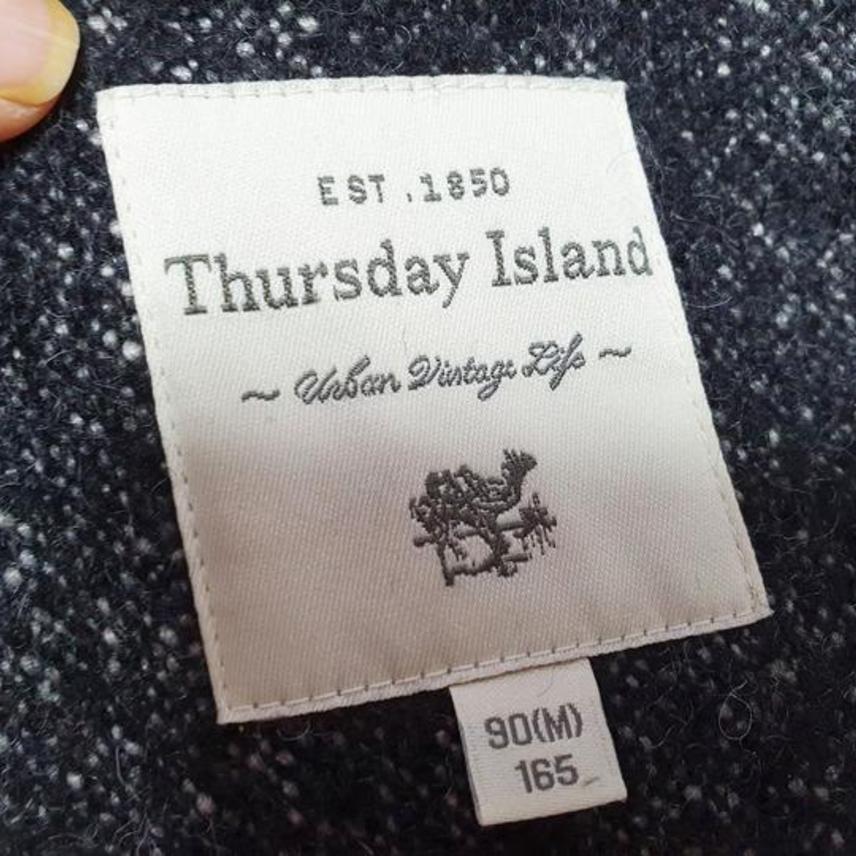 EST.1850
Thursday Island
~ Urban Vintage Life ~
90(M)
165